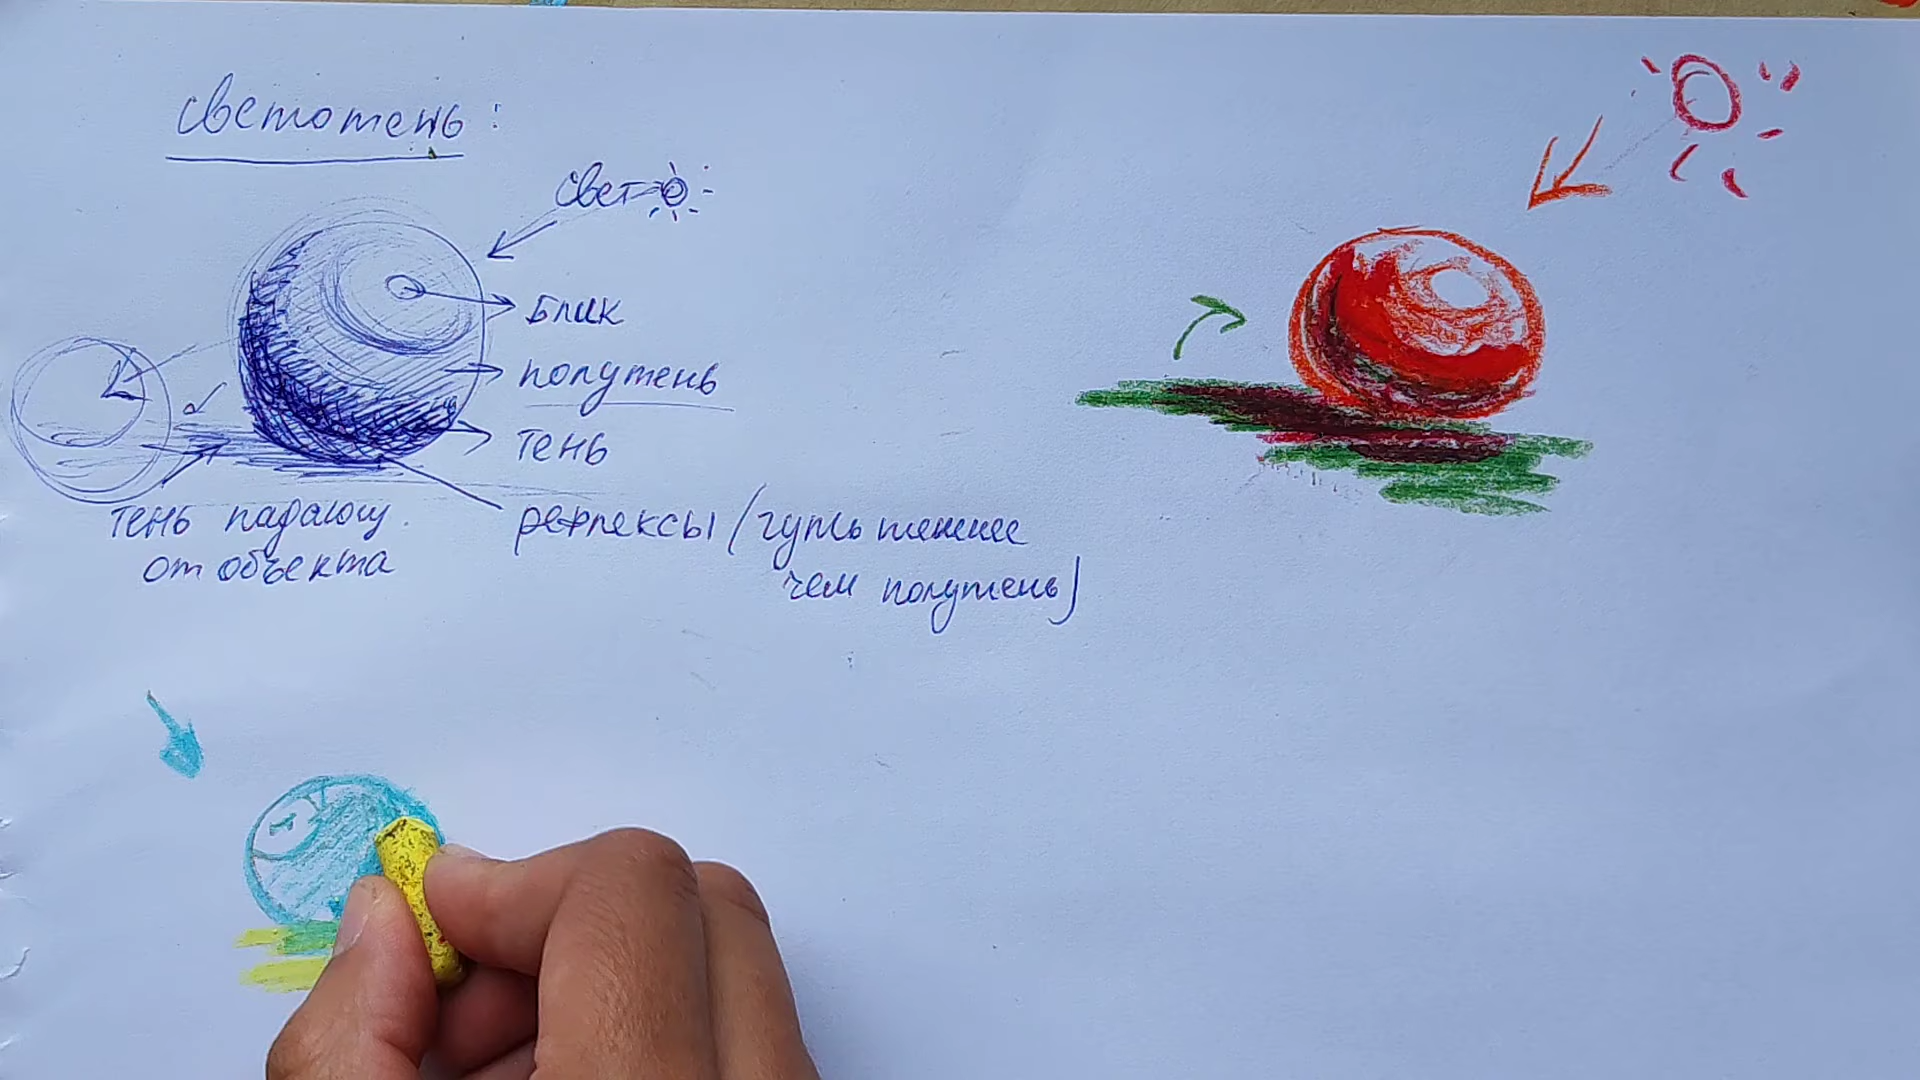 светотень:
свет
блик
полутень
тень
рефлексы (чуть темнее
чем полутень)
тень падающ.
от объекта